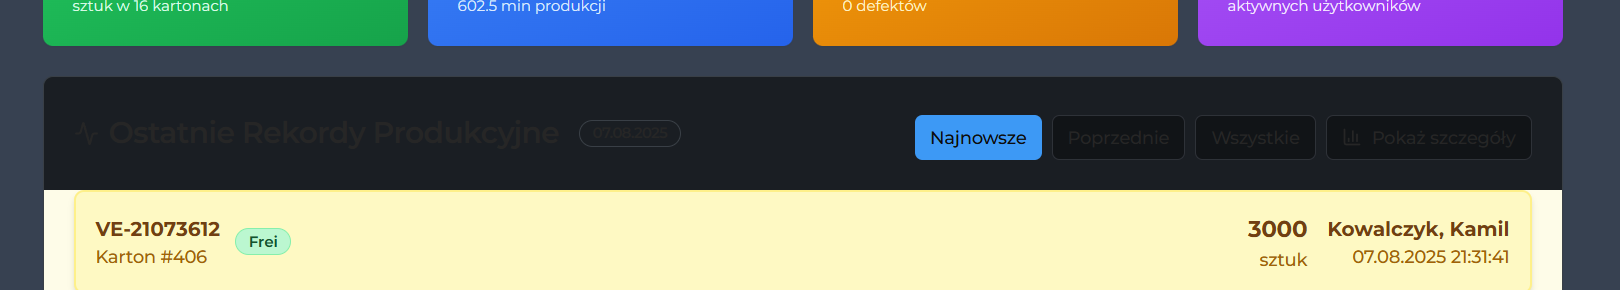 sztuk w 16 kartonach
602.5 min produkcji
0 defektów
aktywnych użytkowników
Ostatnie Rekordy Produkcyjne 07.08.2025
Najnowsze Poprzednie Wszystkie Pokaż szczegóły
VE-21073612 Frei 3000 Kowalczyk, Kamil
Karton #406 sztuk 07.08.2025 21:31:41